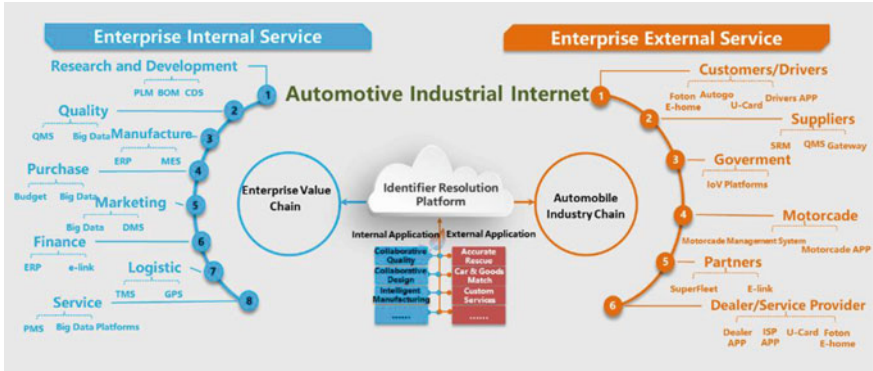 Enterprise Internal Service
Enterprise External Service
Automotive Industrial Internet
Research and Development
PLM BOM CDS
1
Quality
QMS Big Data
2
Manufacture
ERP MES
3
Purchase
Budget Big Data
4
Marketing
Big Data DMS
5
Finance
ERP e-link
6
Logistic
TMS GPS
7
Service
PMS Big Data Platforms
8
Enterprise Value
Chain
Identifier Resolution
Platform
Automobile
Industry Chain
Internal Application
External Application
Collaborative
Quality
Collaborative
Design
Intelligent
Manufacturing
......
Accurate
Rescue
Car & Goods
Match
Custom
Services
......
1
Customers/Drivers
Foton
E-home
Autogo
U-Card
Drivers APP
2
Suppliers
SRM QMS Gateway
3
Goverment
IoV Platforms
4
Motorcade
Motorcade Management System
Motorcade APP
5
Partners
SuperFleet E-link
6
Dealer/Service Provider
Dealer
APP
ISP
APP
U-Card
Foton
E-home